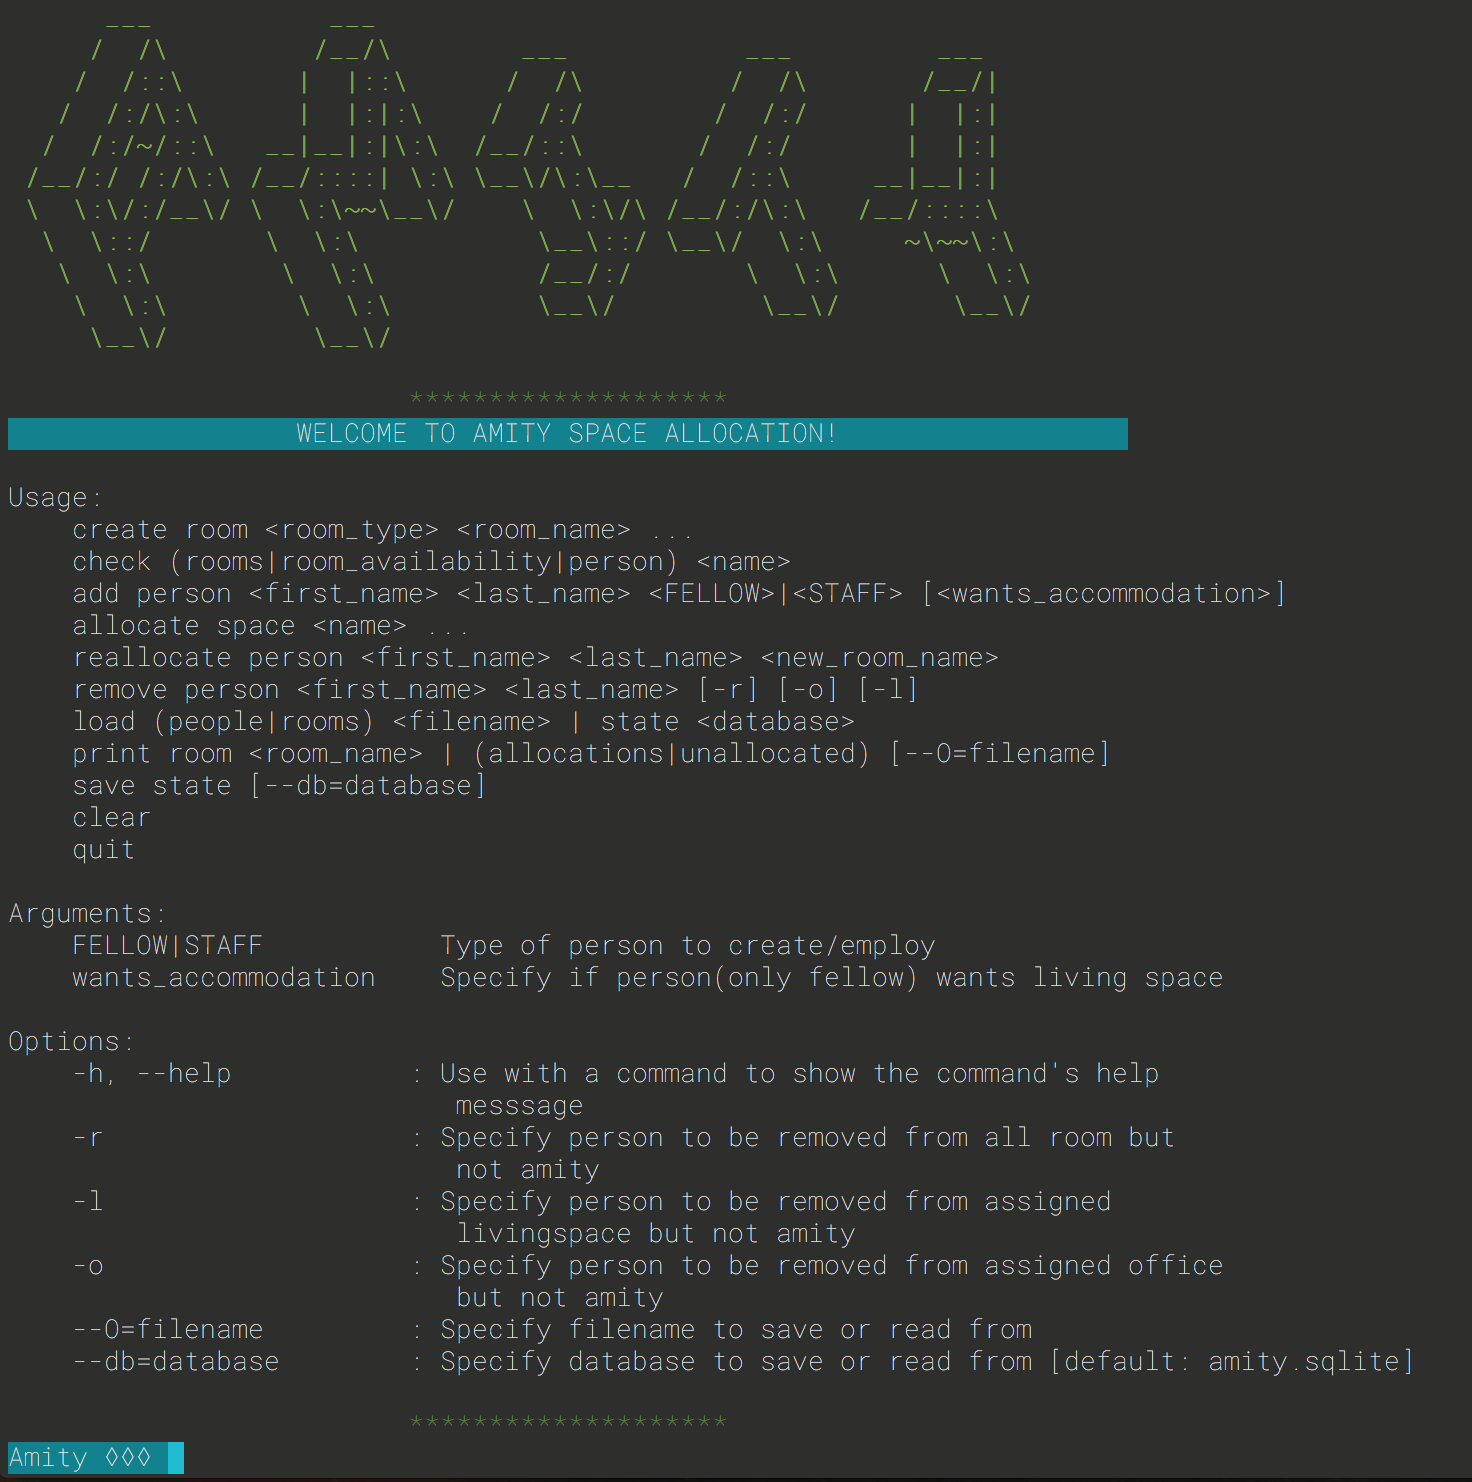 ********************
WELCOME TO AMITY SPACE ALLOCATION!
Usage:
create room <room_type> <room_name> ...
check (rooms|room_availability|person) <name>
add person <first_name> <last_name> <FELLOW>|<STAFF> [<wants_accommodation>]
allocate space <name> ...
reallocate person <first_name> <last_name> <new_room_name>
remove person <first_name> <last_name> [-r] [-o] [-l]
load (people|rooms) <filename> | state <database>
print room <room_name> | (allocations|unallocated) [--O=filename]
save state [--db=database]
clear
quit
Arguments:
FELLOW|STAFF Type of person to create/employ
wants_accommodation Specify if person(only fellow) wants living space
Options:
-h, --help : Use with a command to show the command's help
messsage
-r : Specify person to be removed from all room but
not amity
-l : Specify person to be removed from assigned
livingspace but not amity
-o : Specify person to be removed from assigned office
but not amity
--O=filename : Specify filename to save or read from
--db=database : Specify database to save or read from [default: amity.sqlite]
********************
Amity ◊◊◊